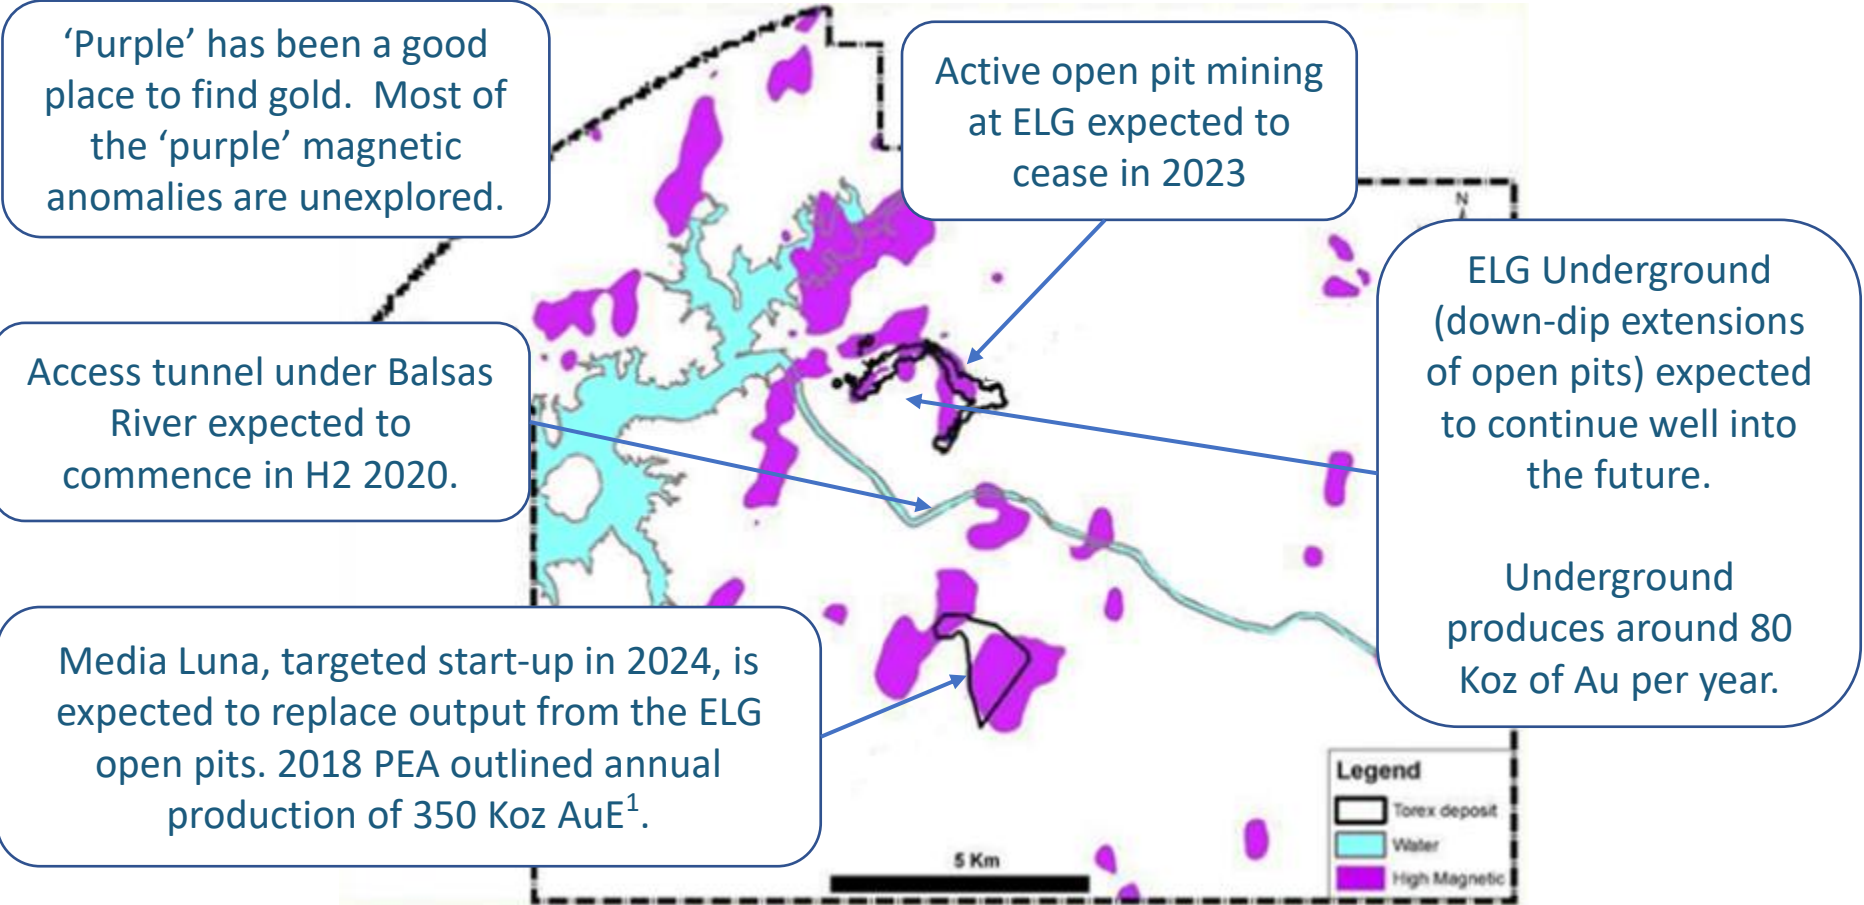 ‘Purple’ has been a good
place to find gold.  Most of
the ‘purple’ magnetic
anomalies are unexplored.
Active open pit mining
at ELG expected to
cease in 2023
N
ELG Underground
(down-dip extensions
of open pits) expected
to continue well into
the future.
Underground
produces around 80
Koz of Au per year.
Access tunnel under Balsas
River expected to
commence in H2 2020.
Media Luna, targeted start-up in 2024, is
expected to replace output from the ELG
open pits. 2018 PEA outlined annual
production of 350 Koz AuE¹.
5 Km
Legend
Torex deposit
Water
High Magnetic